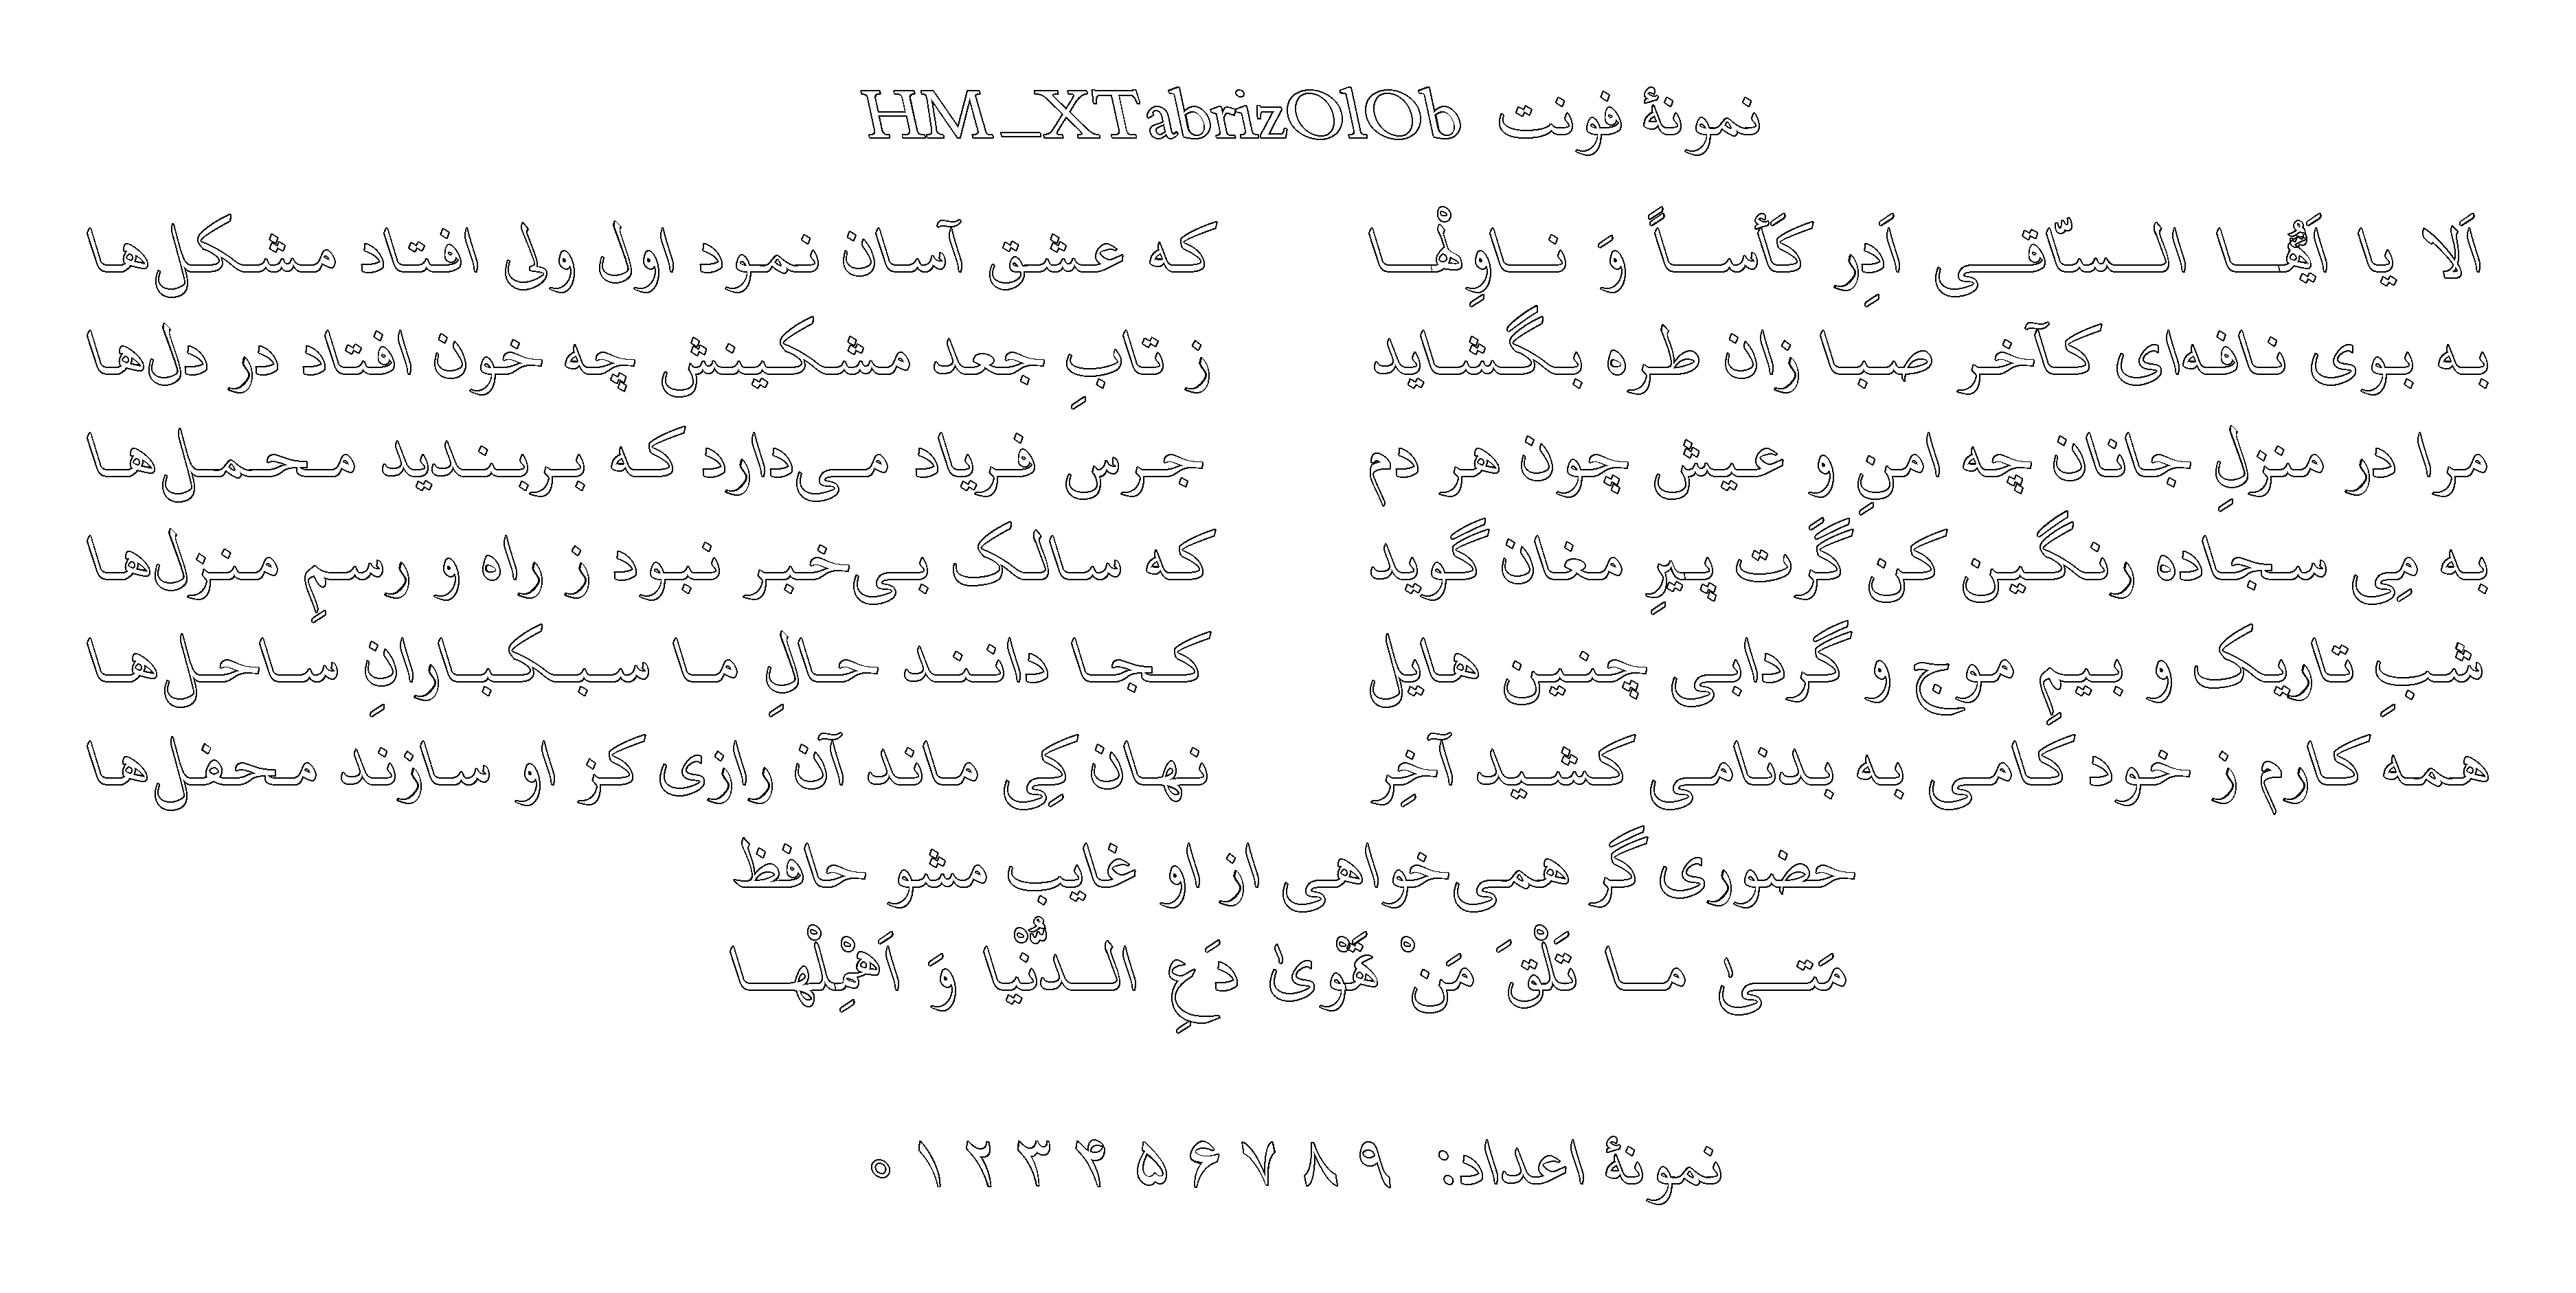 نمونهٔ فونت HM_XTabrizOlOb
اَلا یا اَیُّهَا السّاقی اَدِر کَأساً وَ ناوِلْها که عشق آسان نمود اول ولی افتاد مشکل‌ها
به بوی نافه‌ای کآخر صبا زان طره بگشاید ز تابِ جعد مشکینش چه خون افتاد در دل‌ها
مرا در منزلِ جانان چه امنِ و عیش چون هر دم جرس فریاد می‌دارد که بربندید محمل‌ها
به مِی سجاده رنگین کن گَرت پیرِ مغان گوید که سالک بی‌خبر نبود ز راه و رسمِ منزل‌ها
شبِ تاریک و بیمِ موج و گردابی چنین هایل کجا دانند حالِ ما سبکبارانِ ساحل‌ها
همه کارم ز خود کامی به بدنامی کشید آخِر نهان کِی ماند آن رازی کز او سازند محفل‌ها
حضوری گر همی‌خواهی از او غایب مشو حافظ
مَتـیٰ ما تَلْقَ مَنْ تَهْوَیٰ دَعِ الدُّنْیا وَ اَهْمِلْها
نمونهٔ اعداد: ۹ ۸ ۷ ۶ ۵ ۴ ۳ ۲ ۱ ۰